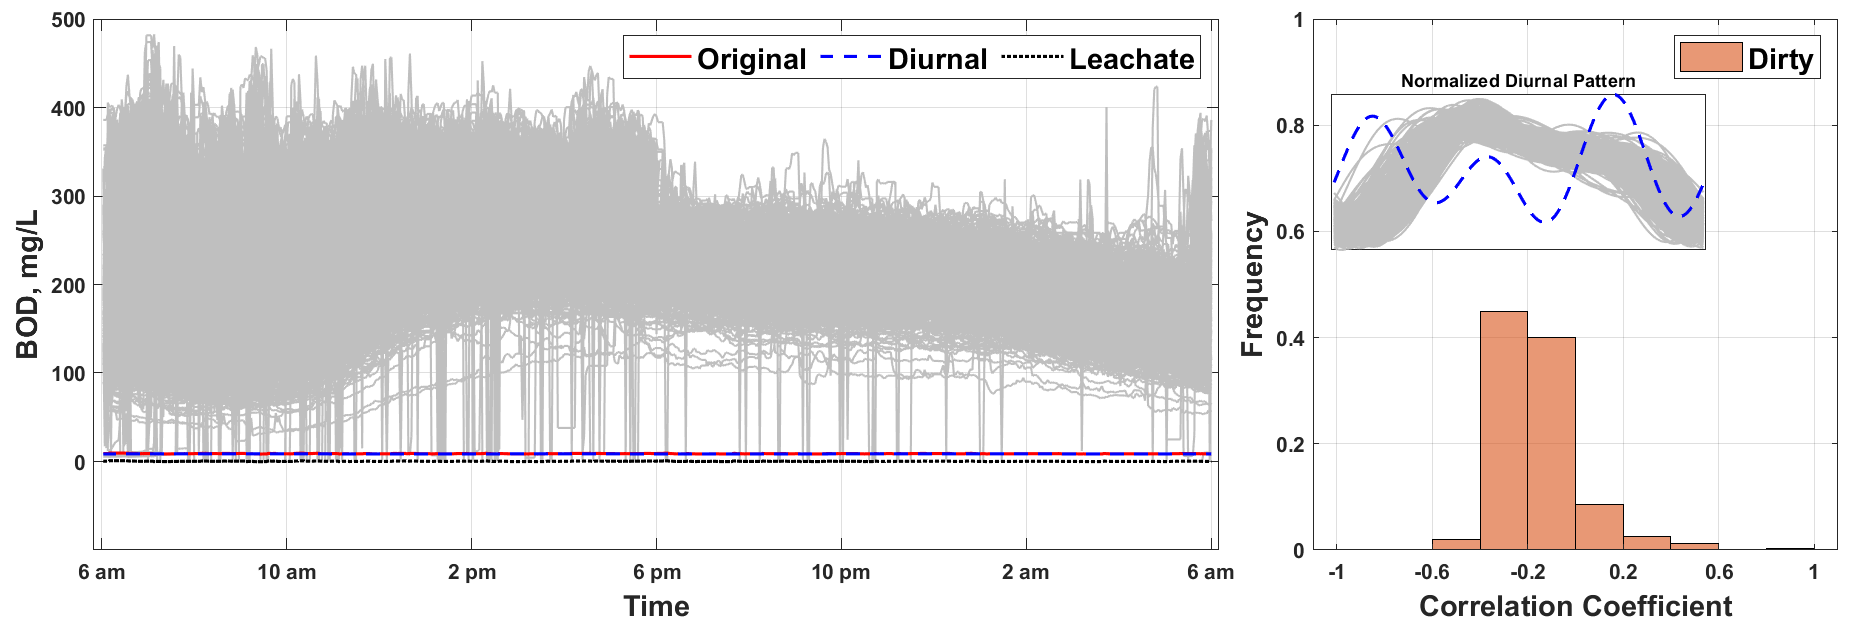 500
400
300
200
100
0
BOD, mg/L
Original Diurnal Leachate
6 am 10 am 2 pm 6 pm 10 pm 2 am 6 am
Time
1
0.8
0.6
0.4
0.2
0
Frequency
Dirty
Normalized Diurnal Pattern
-1 -0.6 -0.2 0.2 0.6 1
Correlation Coefficient